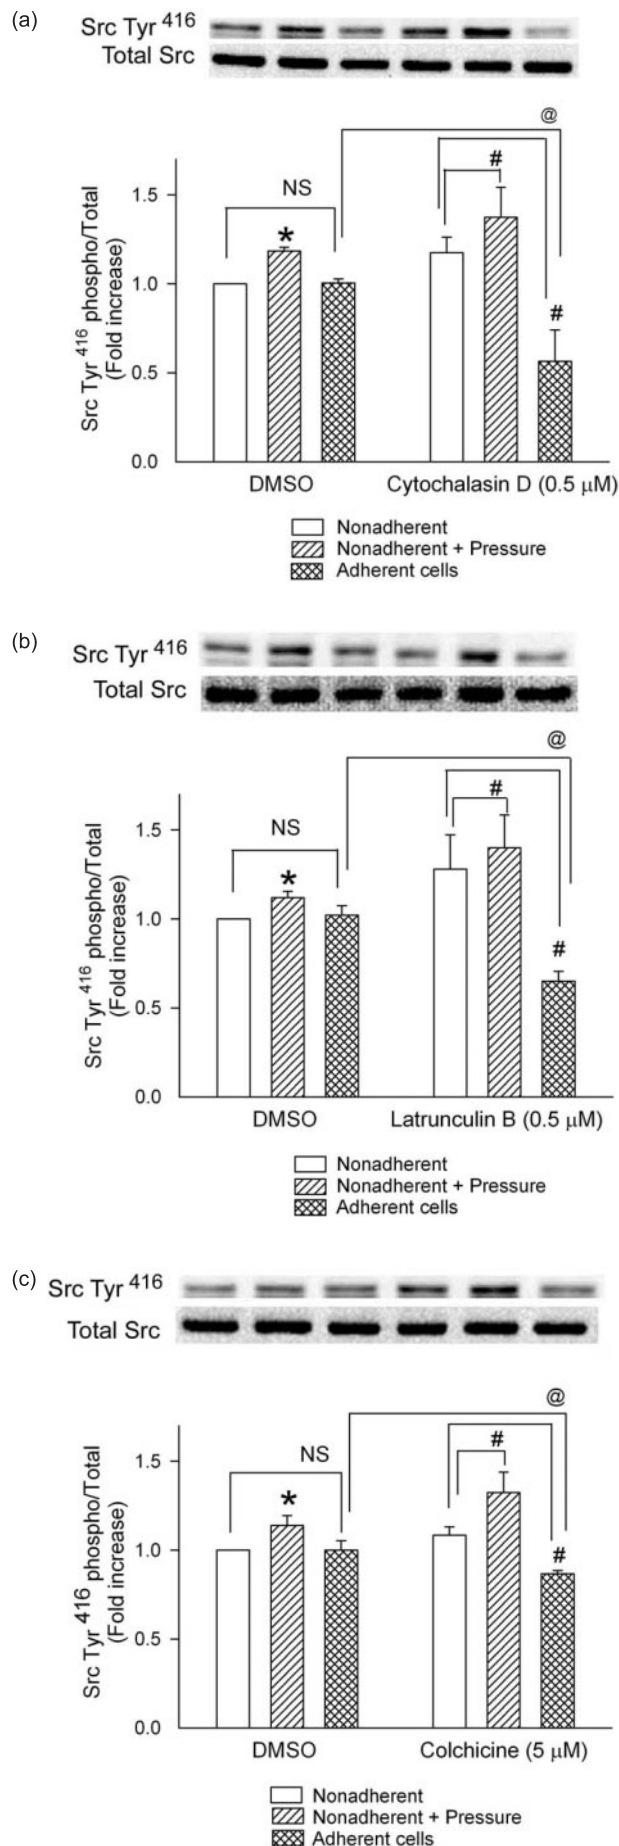 (a)
Src Tyr 416
Total Src
@
#
NS
*
#
1.5
1.0
0.5
0.0
Src Tyr 416 phospho/Total
(Fold increase)
DMSO Cytochalasin D (0.5 μM)
Nonadherent
Nonadherent + Pressure
Adherent cells
(b)
Src Tyr 416
Total Src
@
#
NS
*
#
1.5
1.0
0.5
0.0
Src Tyr 416 phospho/Total
(Fold increase)
DMSO Latrunculin B (0.5 μM)
Nonadherent
Nonadherent + Pressure
Adherent cells
(c)
Src Tyr 416
Total Src
@
#
NS
*
#
1.5
1.0
0.5
0.0
Src Tyr 416 phospho/Total
(Fold increase)
DMSO Colchicine (5 μM)
Nonadherent
Nonadherent + Pressure
Adherent cells